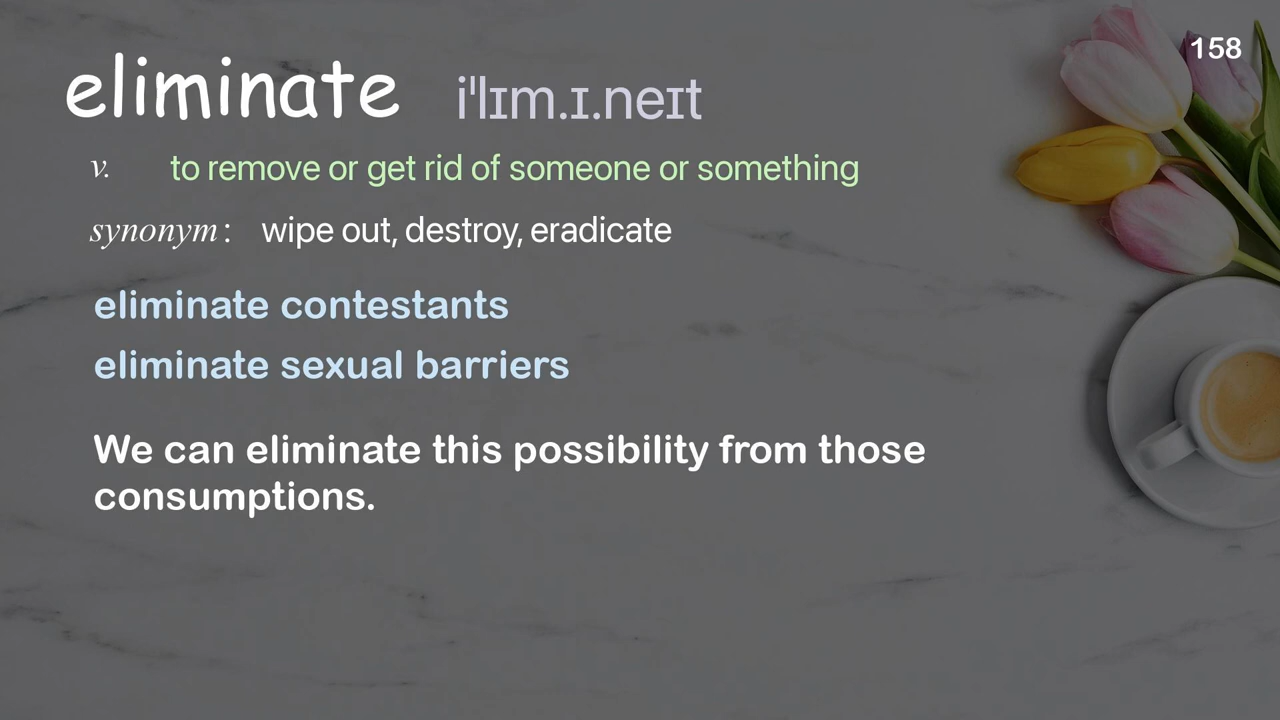 158
eliminate iˈlɪm.ɪ.neɪt
v. to remove or get rid of someone or something
synonym: wipe out, destroy, eradicate
eliminate contestants
eliminate sexual barriers
We can eliminate this possibility from those
consumptions.